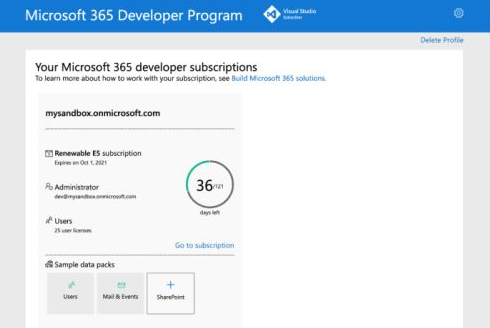 Microsoft 365 Developer Program
Visual Studio
Subscriber
Delete Profile
Your Microsoft 365 developer subscriptions
To learn more about how to work with your subscription, see Build Microsoft 365 solutions.
mysandbox.onmicrosoft.com
Renewable E5 subscription
Expires on Oct 1, 2021
36/121
days left
Administrator
dev@mysandbox.onmicrosoft.com
Users
25 user licenses
Go to subscription
Sample data packs
Users
Mail & Events
SharePoint